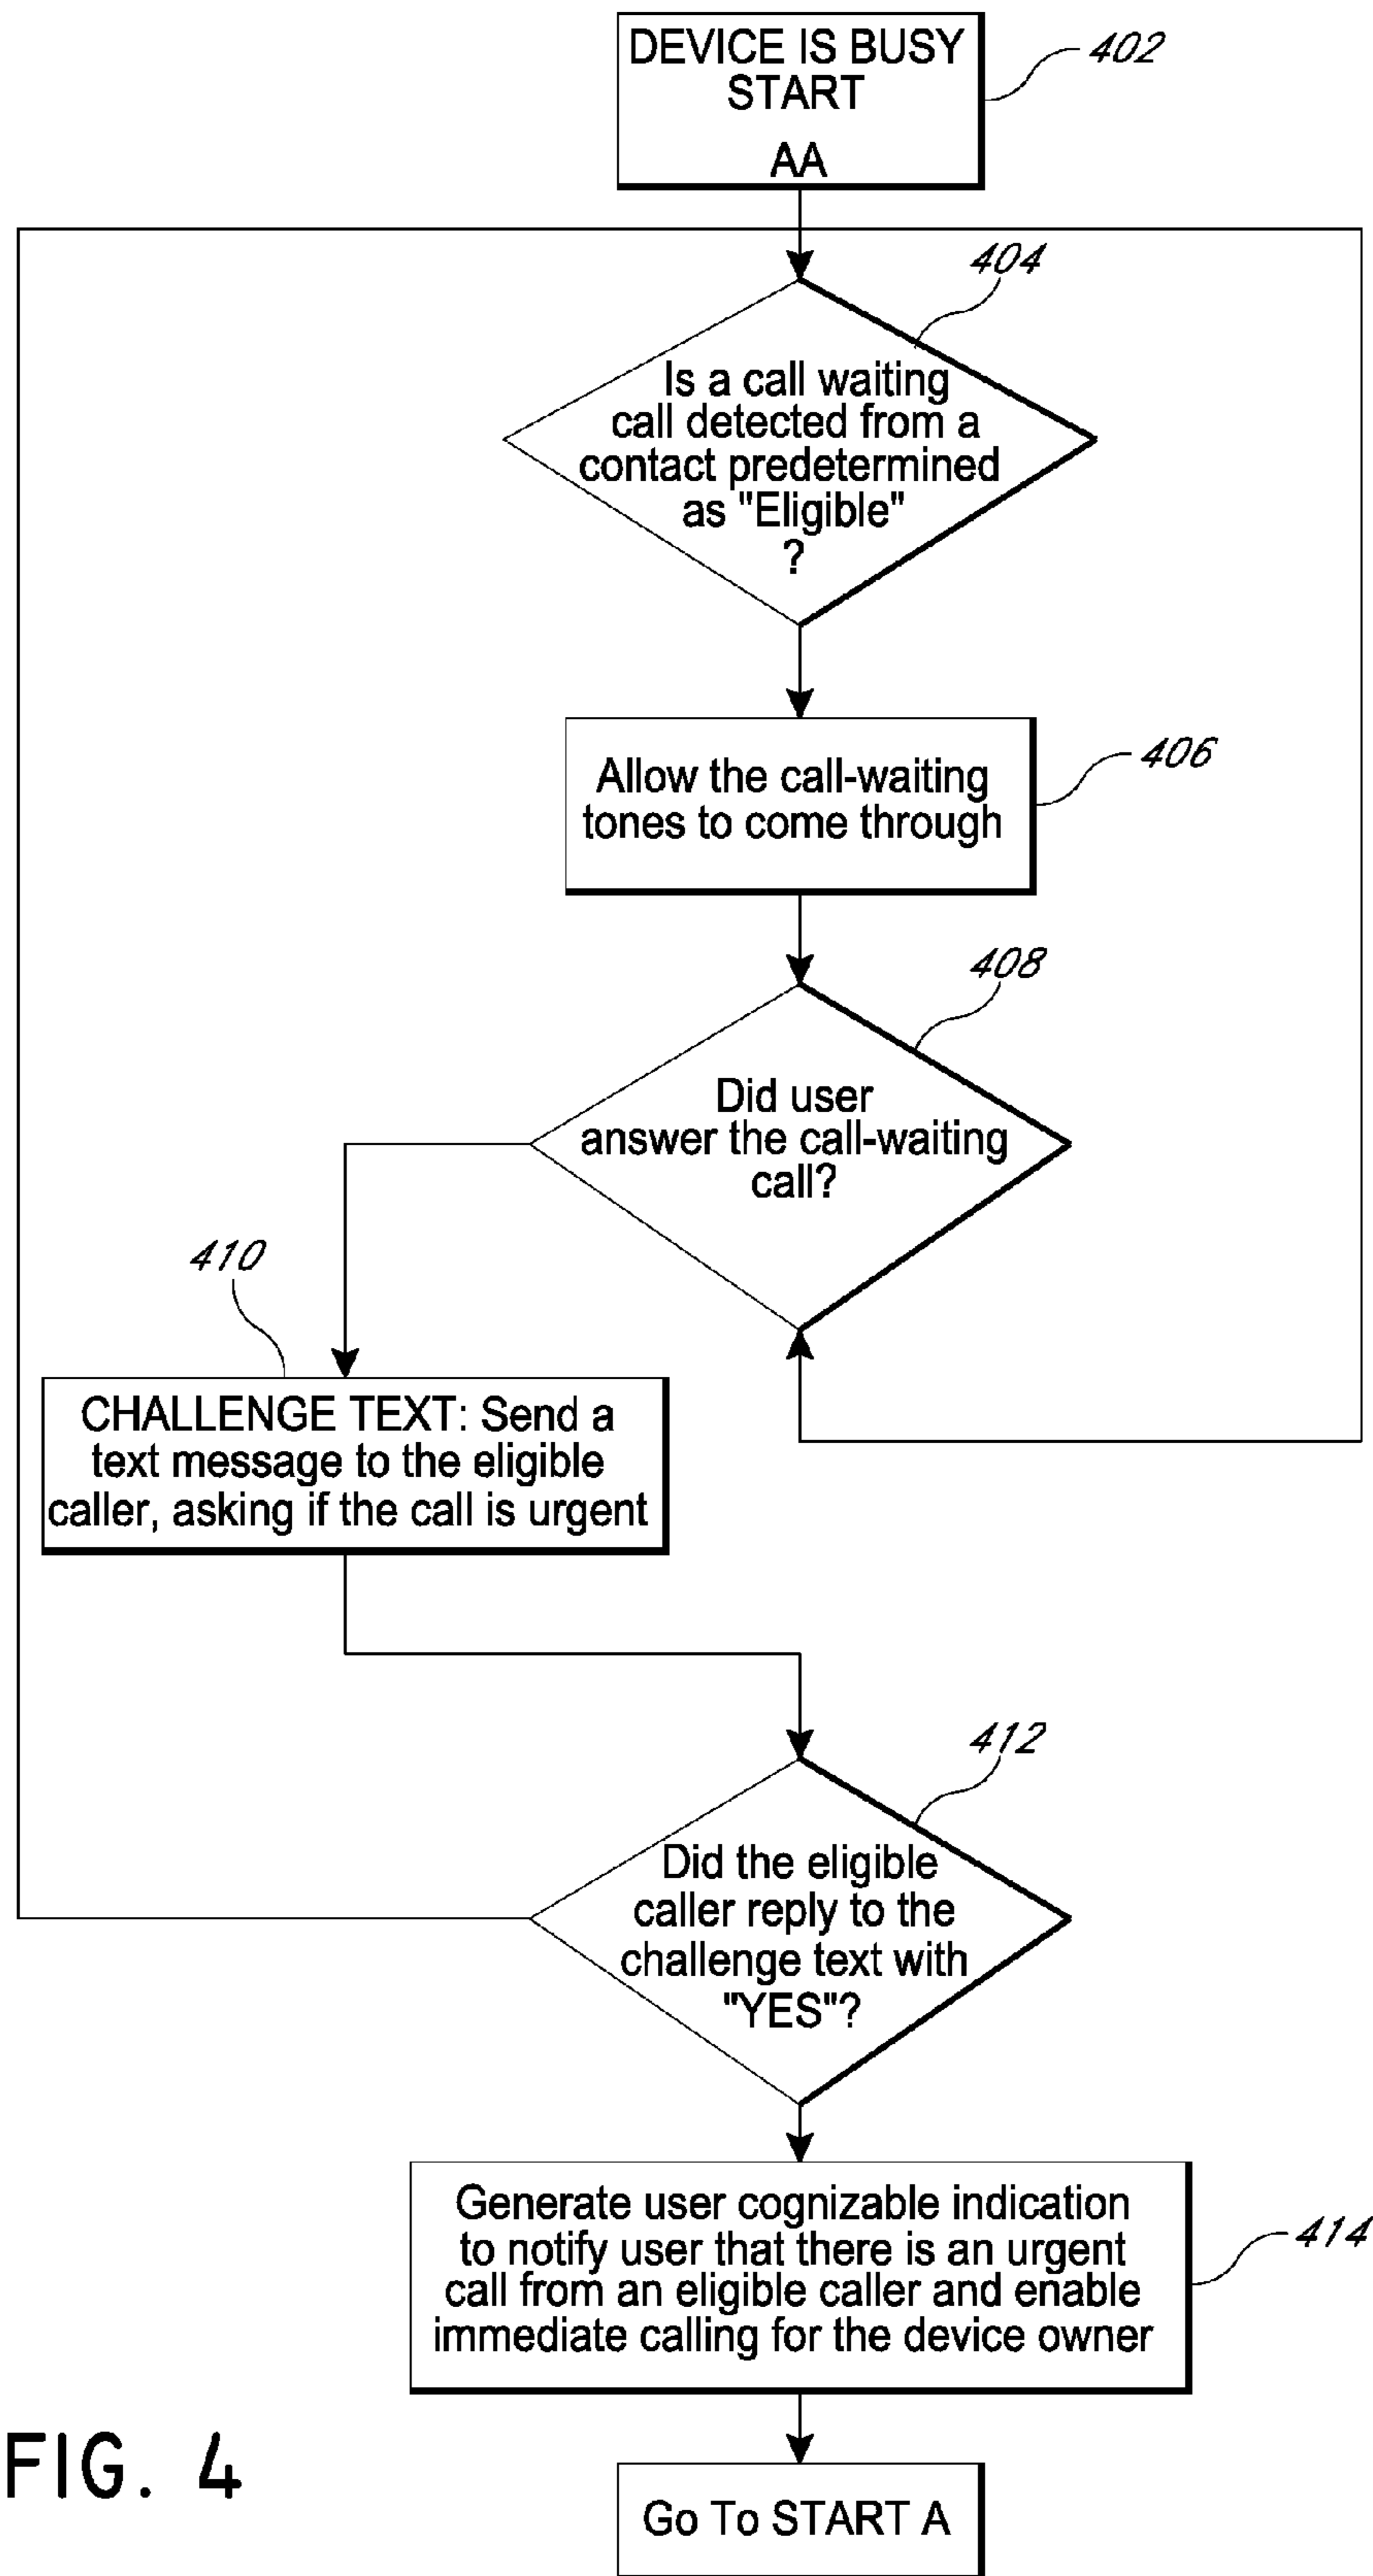 DEVICE IS BUSY
START
AA
402
404
Is a call waiting
call detected from a
contact predetermined
as "Eligible"
?
Allow the call-waiting
tones to come through
406
408
Did user
answer the call-waiting
call?
410
CHALLENGE TEXT: Send a
text message to the eligible
caller, asking if the call is urgent
412
Did the eligible
caller reply to the
challenge text with
"YES"?
Generate user cognizable indication
to notify user that there is an urgent
call from an eligible caller and enable
immediate calling for the device owner
414
FIG. 4
Go To START A